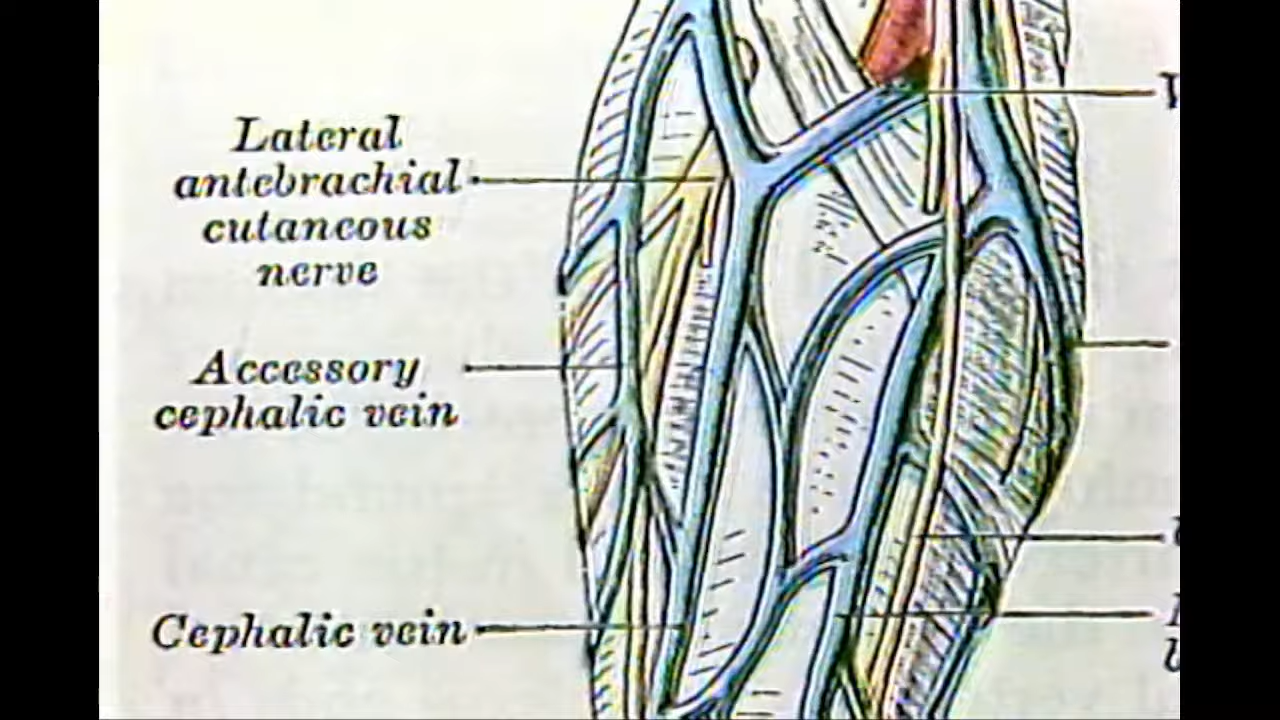 Lateral
antebrachial
cutaneous
nerve
Accessory
cephalic vein
Cephalic vein